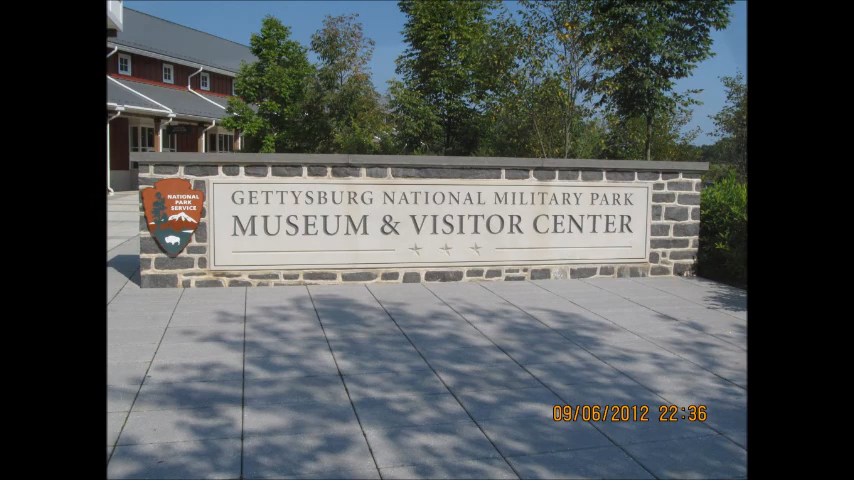 GETTYSBURG NATIONAL MILITARY PARK
MUSEUM & VISITOR CENTER
NATIONAL
PARK
SERVICE
09/06/2012 22:36